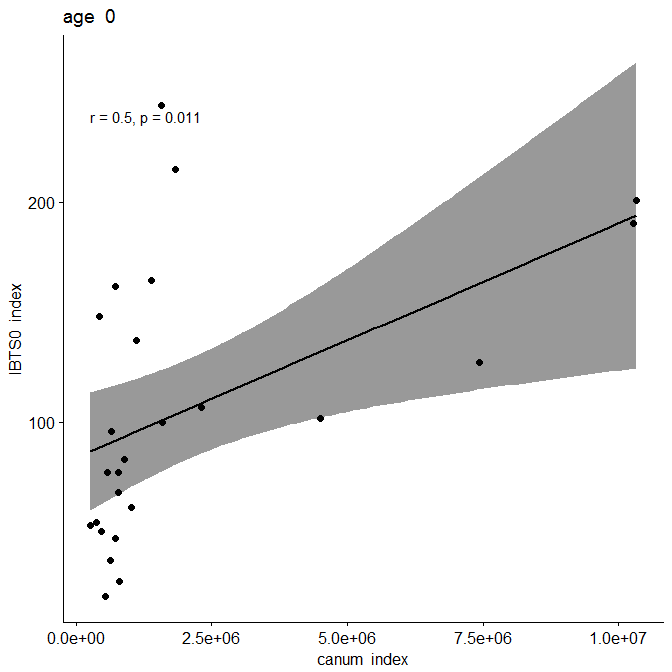 age 0
r = 0.5, p = 0.011
200
100
IBTS0 index
0.0e+00 2.5e+06 5.0e+06 7.5e+06 1.0e+07
canum index